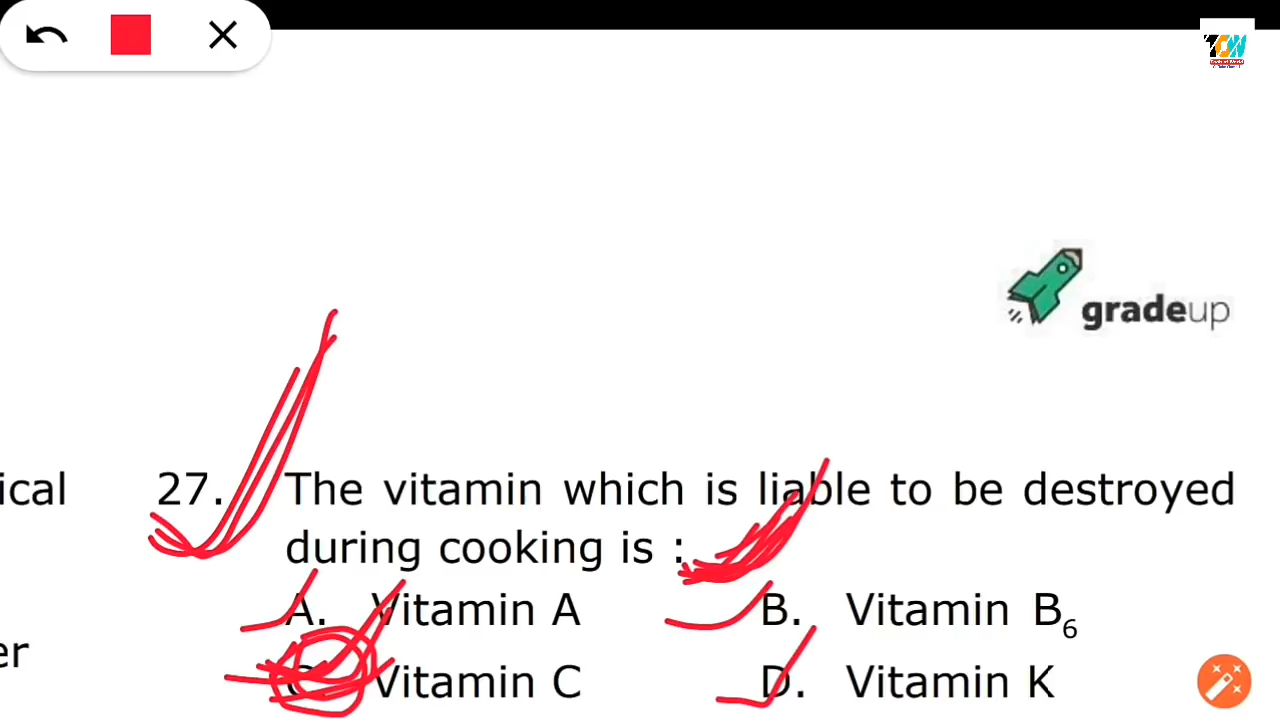 TOW
gradeup
ical 27. The vitamin which is liable to be destroyed
during cooking is :
A. Vitamin A B. Vitamin B6
er
C. Vitamin C D. Vitamin K